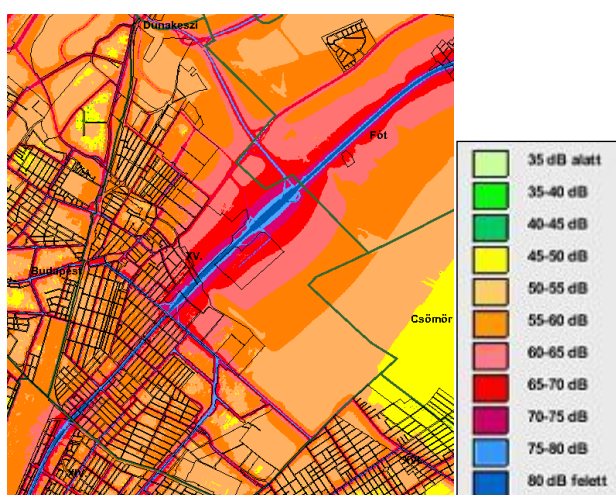 Dunakeszi
Fót
XV.
Budapest
Csömör
XIV.
XVI.
35 dB alatt
35-40 dB
40-45 dB
45-50 dB
50-55 dB
55-60 dB
60-65 dB
65-70 dB
70-75 dB
75-80 dB
80 dB felett